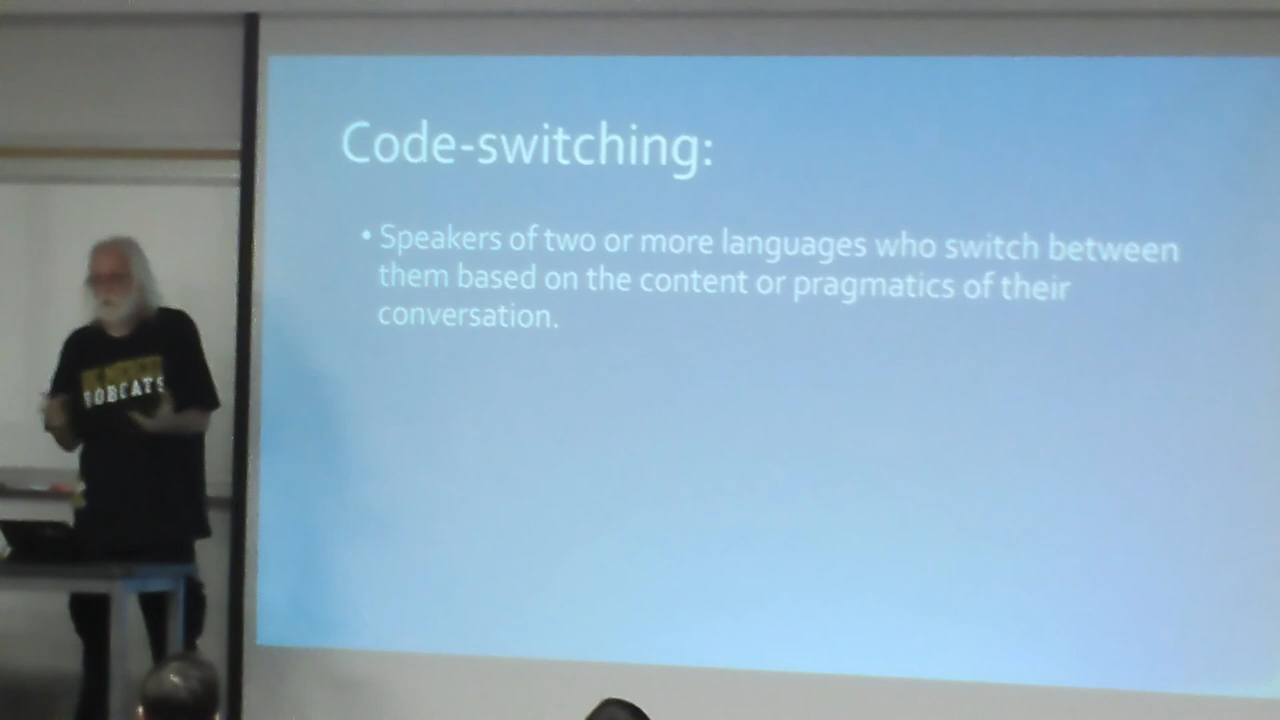 Code-switching:
• Speakers of two or more languages who switch between
them based on the content or pragmatics of their
conversation.
BOBCATS